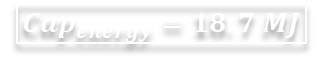 Cap_energy = 18.7 MJ